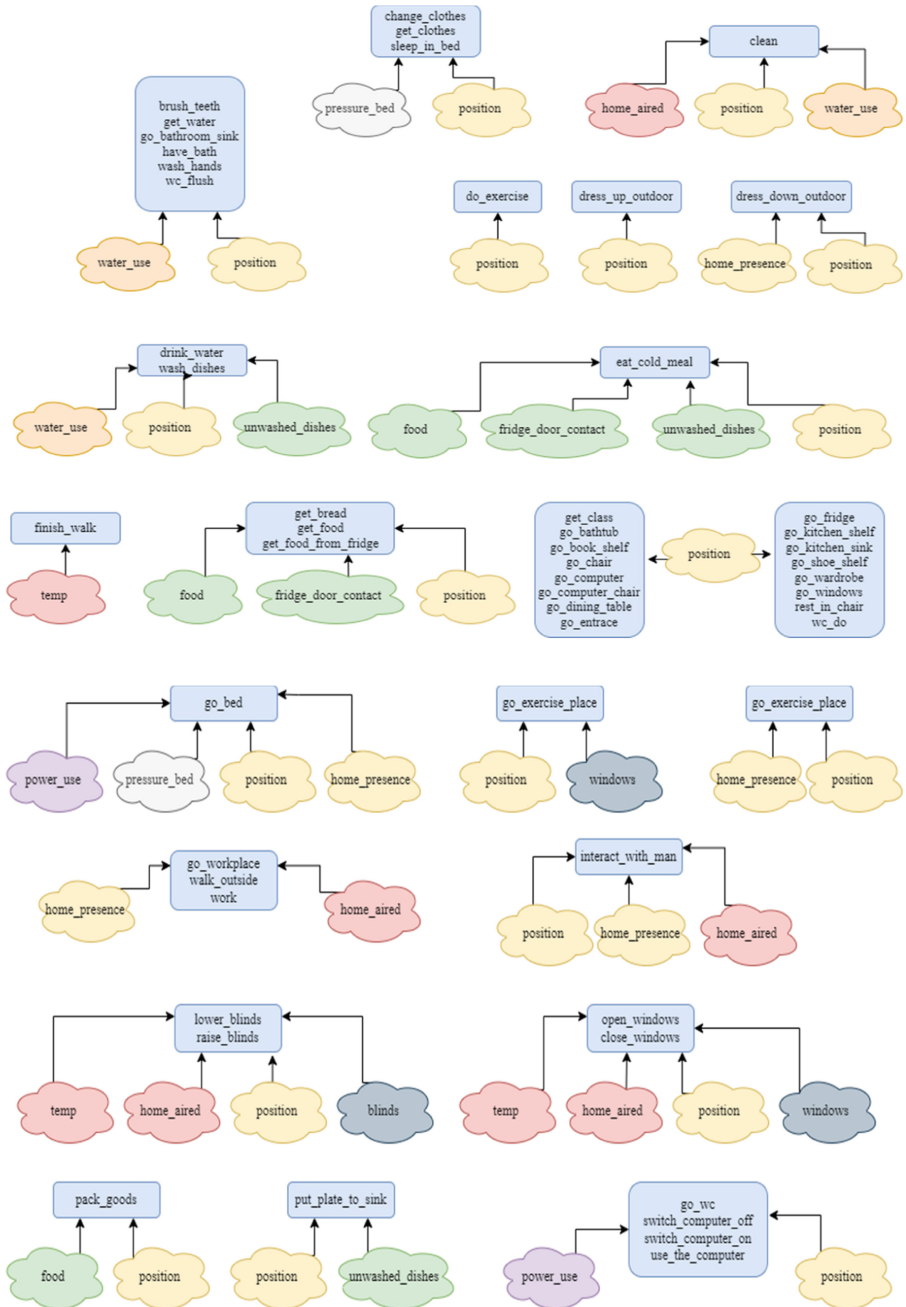 change_clothes
get_clothes
sleep_in_bed
pressure_bed
position
clean
home_aired
position
water_use
brush_teeth
get_water
go_bathroom_sink
have_bath
wash_hands
wc_flush
water_use
position
do_exercise
position
dress_up_outdoor
position
dress_down_outdoor
home_presence
position
drink_water
wash_dishes
water_use
position
unwashed_dishes
eat_cold_meal
food
fridge_door_contact
unwashed_dishes
position
finish_walk
temp
get_bread
get_food
get_food_from_fridge
food
fridge_door_contact
position
get_class
go_bathtub
go_book_shelf
go_chair
go_computer
go_computer_chair
go_dining_table
go_entrace
position
go_fridge
go_kitchen_shelf
go_kitchen_sink
go_shoe_shelf
go_wardrobe
go_windows
rest_in_chair
wc_do
go_bed
power_use
pressure_bed
position
home_presence
go_exercise_place
position
windows
go_exercise_place
home_presence
position
go_workplace
walk_outside
work
home_presence
home_aired
interact_with_man
position
home_presence
home_aired
lower_blinds
raise_blinds
temp
home_aired
position
blinds
open_windows
close_windows
temp
home_aired
position
windows
pack_goods
food
position
put_plate_to_sink
position
unwashed_dishes
go_wc
switch_computer_off
switch_computer_on
use_the_computer
power_use
position